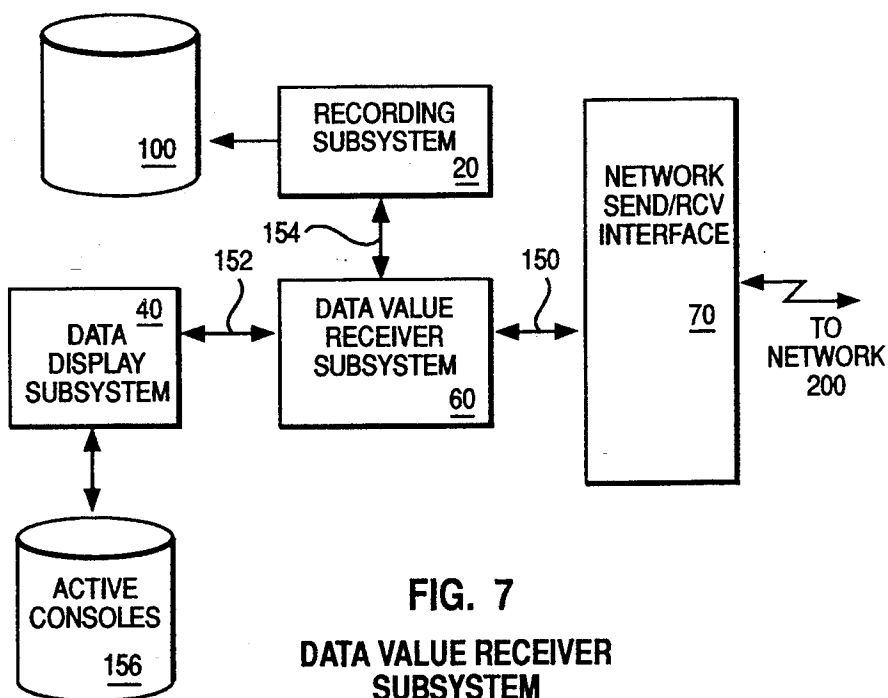 100
RECORDING
SUBSYSTEM
20
NETWORK
SEND/RCV
INTERFACE
70
154
152
150
40
DATA
DISPLAY
SUBSYSTEM
DATA VALUE
RECEIVER
SUBSYSTEM
60
TO
NETWORK
200
ACTIVE
CONSOLES
156
FIG. 7
DATA VALUE RECEIVER
SUBSYSTEM